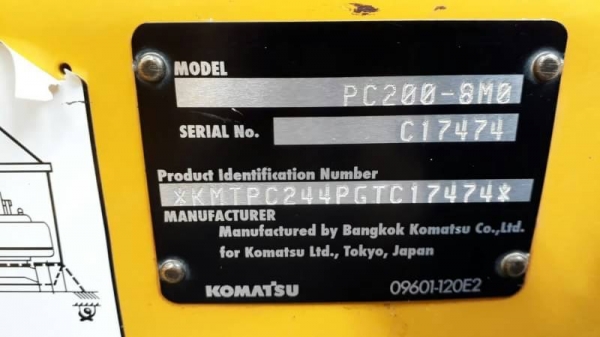 MODEL
PC200-8M0
SERIAL No. C17474
Product Identification Number
*KMTPC244PGTC17474*
MANUFACTURER
Manufactured by Bangkok Komatsu Co.,Ltd.
for Komatsu Ltd., Tokyo, Japan
KOMATSU 09601-120E2